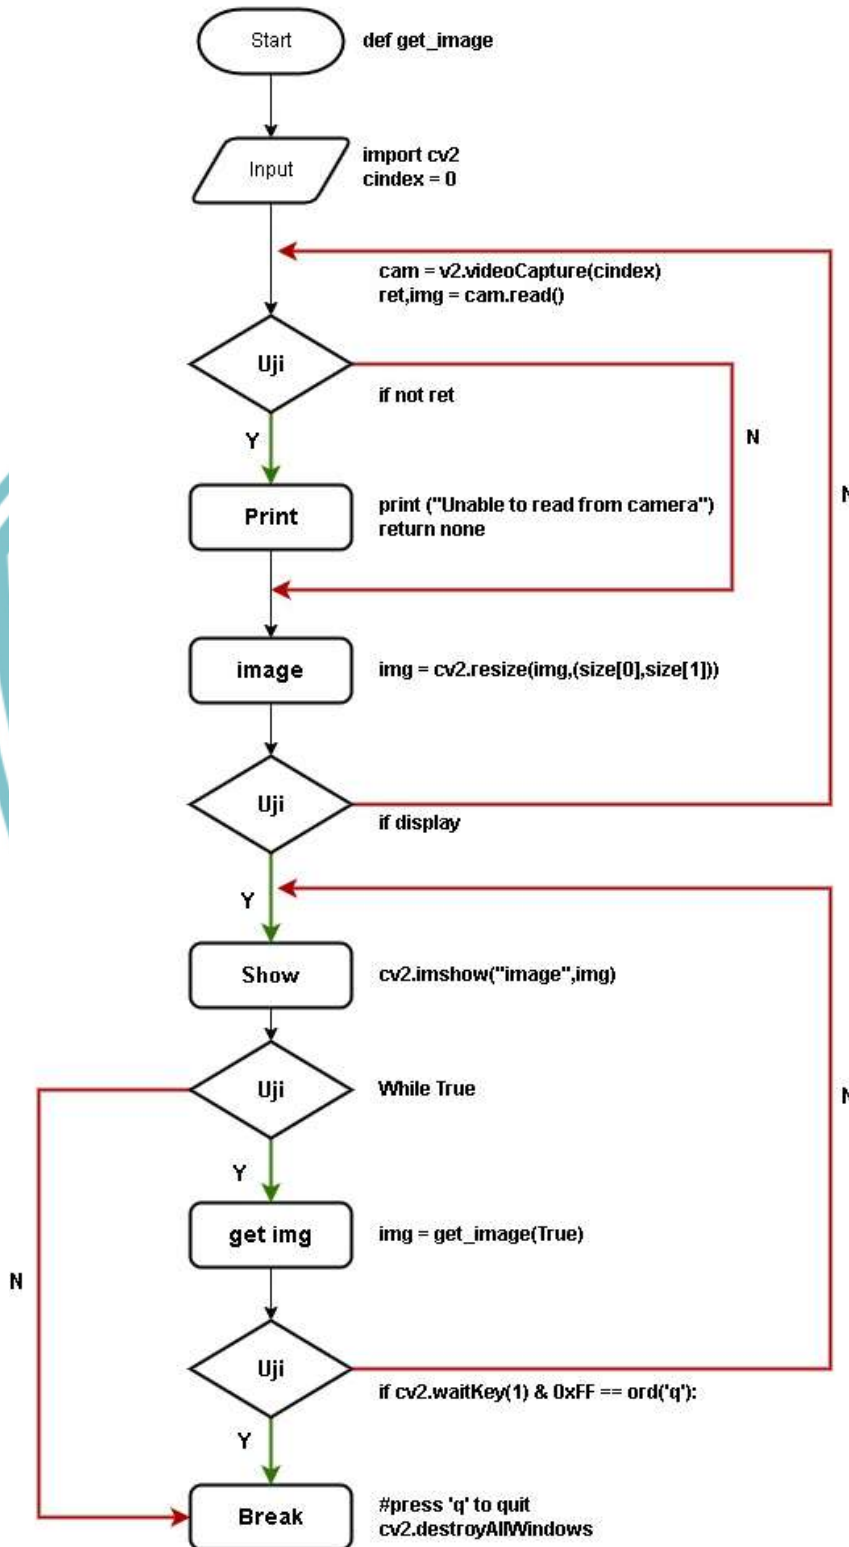 Start
def get_image
Input
import cv2
cindex = 0
cam = v2.videoCapture(cindex)
ret,img = cam.read()
Uji
if not ret
Y
N
N
Print
print ("Unable to read from camera")
return none
image
img = cv2.resize(img,(size[0],size[1]))
Uji
if display
Y
Show
cv2.imshow("image",img)
Uji
While True
N
Y
get img
img = get_image(True)
N
Uji
if cv2.waitKey(1) & 0xFF == ord('q'):
Y
Break
#press 'q' to quit
cv2.destroyAllWindows